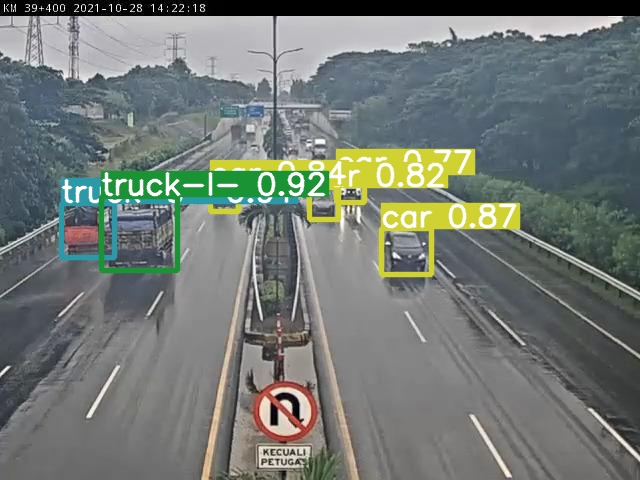 KM 39+400 2021-10-28 14:22:18
car 0.77
0.82
truck-l- 0.92
car 0.87
KECUALI
PETUGAS